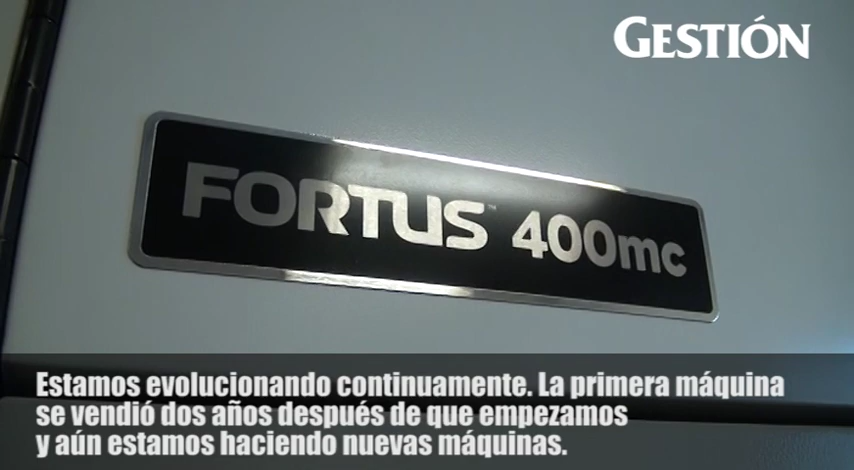 GESTIÓN
FORTUS™ 400mc
Estamos evolucionando continuamente. La primera máquina
se vendió dos años después de que empezamos
y aún estamos haciendo nuevas máquinas.